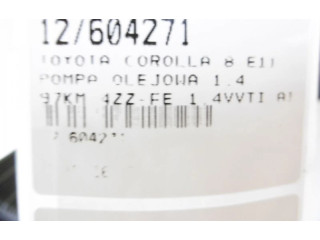 12/604271
TOYOTA COROLLA 8 E11
POMPA OLEJOWA 1.4
97KM 4ZZ-FE 1.4VVTI